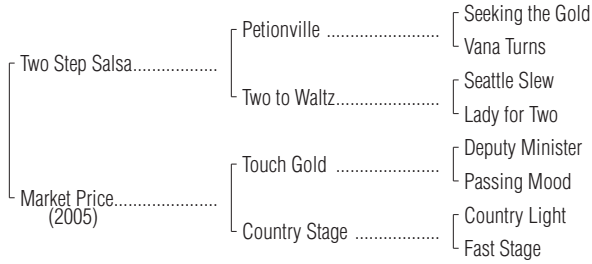 Seeking the Gold
Petionville ........................
Vana Turns
Two Step Salsa..................
Seattle Slew
Two to Waltz......................
Lady for Two
Deputy Minister
Touch Gold ......................
Passing Mood
Market Price......................
(2005)
Country Light
Country Stage ..................
Fast Stage